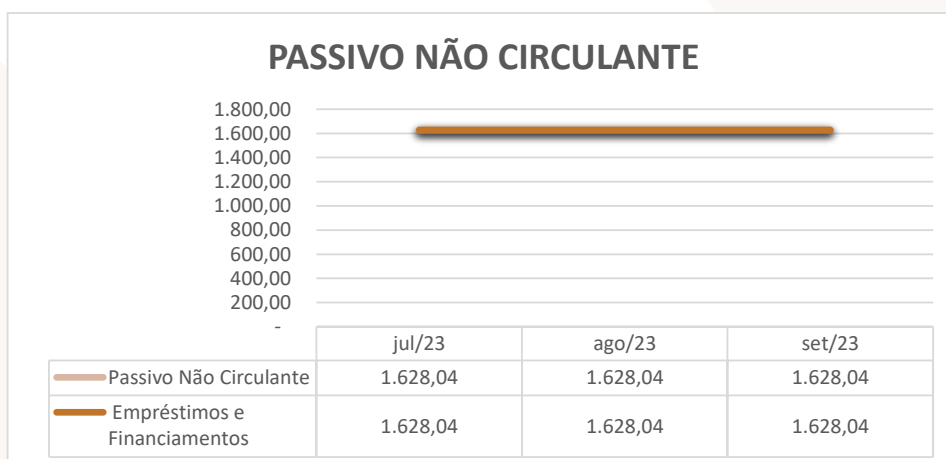 PASSIVO NÃO CIRCULANTE
1.800,00
1.600,00
1.400,00
1.200,00
1.000,00
800,00
600,00
400,00
200,00
-
jul/23 ago/23 set/23
Passivo Não Circulante 1.628,04 1.628,04 1.628,04
Empréstimos e
Financiamentos 1.628,04 1.628,04 1.628,04